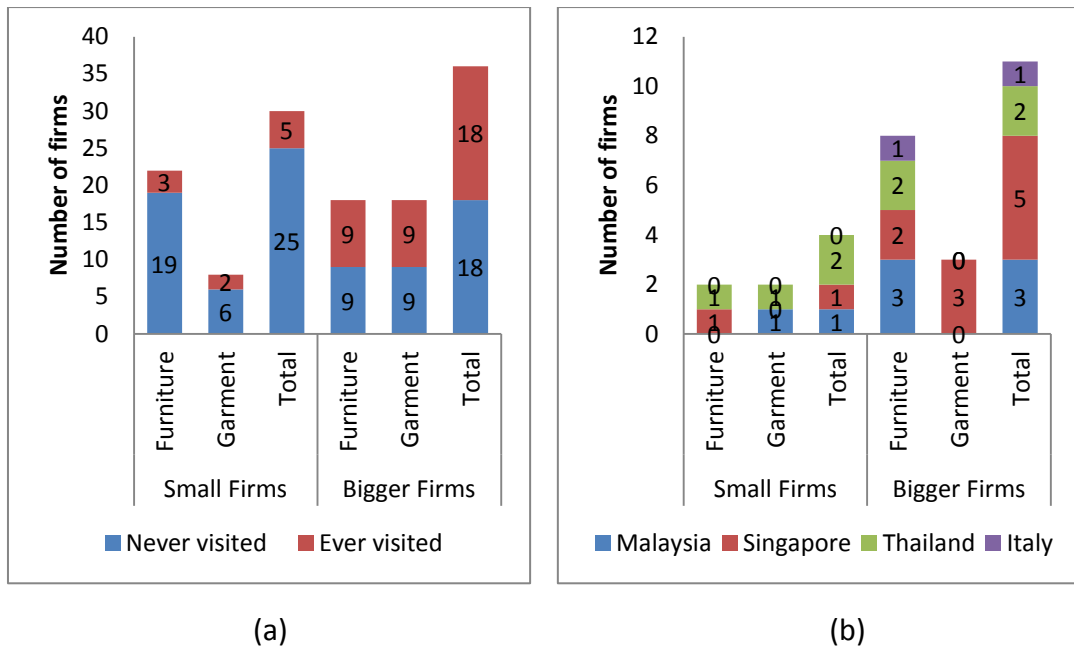 40
35
30
25
20
15
10
5
0
Number of firms
3
19
2
6
5
25
9
9
9
9
18
18
Furniture
Garment
Total
Furniture
Garment
Total
Small Firms
Bigger Firms
Never visited
Ever visited
(a)
12
10
8
6
4
2
0
Number of firms
0
1
1
0
0
1
0
1
0
2
1
1
1
2
2
3
0
0
3
0
1
2
5
3
Furniture
Garment
Total
Furniture
Garment
Total
Small Firms
Bigger Firms
Malaysia
Singapore
Thailand
Italy
(b)